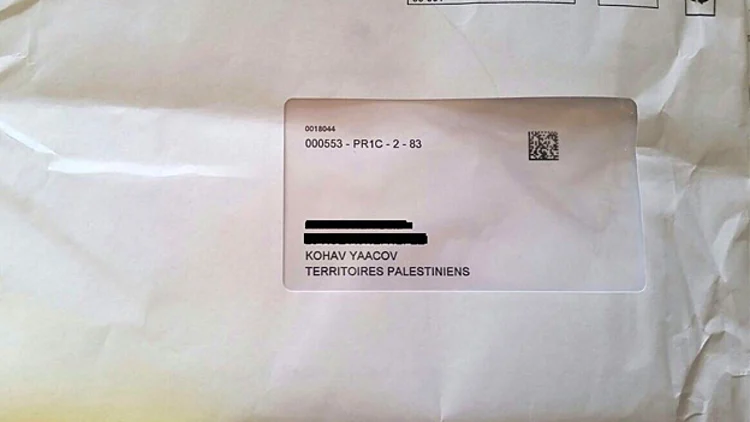 0018044
000553 - PR1C - 2 - 83
KOHAV YAACOV
TERRITOIRES PALESTINIENS